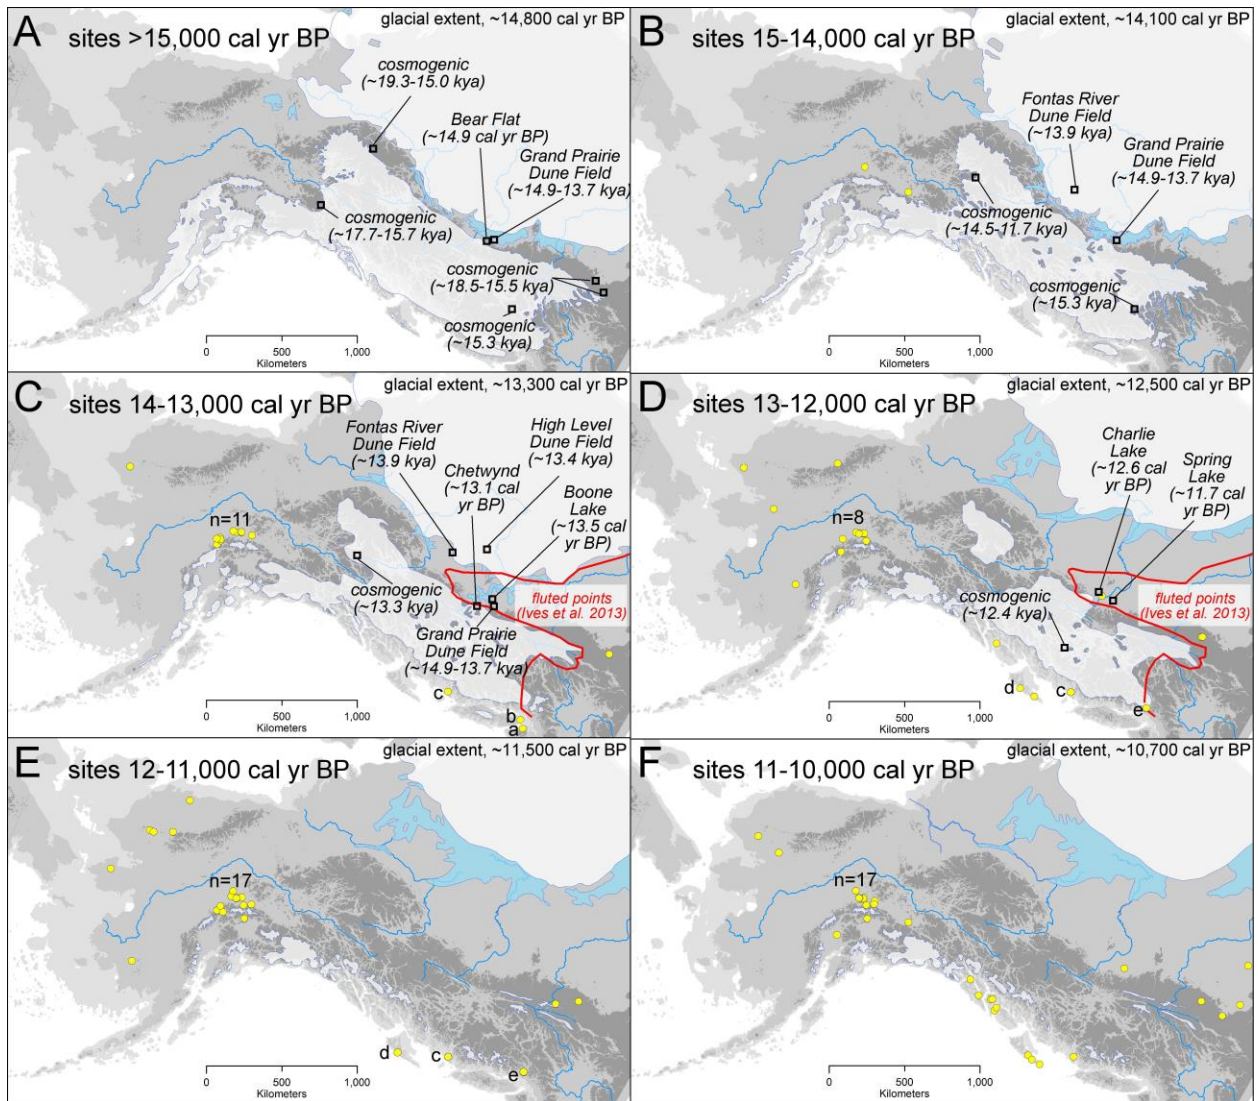 A
sites >15,000 cal yr BP
glacial extent, ~14,800 cal yr BP
cosmogenic
(~19.3-15.0 kya)
Bear Flat
(~14.9 cal yr BP)
Grand Prairie
Dune Field
(~14.9-13.7 kya)
cosmogenic
(~17.7-15.7 kya)
cosmogenic
(~18.5-15.5 kya)
cosmogenic
(~15.3 kya)
0 500 1,000
Kilometers
B
sites 15-14,000 cal yr BP
glacial extent, ~14,100 cal yr BP
Fontas River
Dune Field
(~13.9 kya)
Grand Prairie
Dune Field
(~14.9-13.7 kya)
cosmogenic
(~14.5-11.7 kya)
cosmogenic
(~15.3 kya)
0 500 1,000
Kilometers
C
sites 14-13,000 cal yr BP
glacial extent, ~13,300 cal yr BP
Fontas River
Dune Field
(~13.9 kya)
High Level
Dune Field
(~13.4 kya)
Chetwynd
(~13.1 cal
yr BP)
Boone
Lake
(~13.5 cal
yr BP)
n=11
cosmogenic
(~13.3 kya)
fluted points
(Ives et al. 2013)
Grand Prairie
Dune Field
(~14.9-13.7 kya)
c
b
a
0 500 1,000
Kilometers
D
sites 13-12,000 cal yr BP
glacial extent, ~12,500 cal yr BP
Charlie
Lake
(~12.6 cal
yr BP)
Spring
Lake
(~11.7 cal
yr BP)
n=8
cosmogenic
(~12.4 kya)
fluted points
(Ives et al. 2013)
d
c
e
0 500 1,000
Kilometers
E
sites 12-11,000 cal yr BP
glacial extent, ~11,500 cal yr BP
n=17
d
c
e
0 500 1,000
Kilometers
F
sites 11-10,000 cal yr BP
glacial extent, ~10,700 cal yr BP
n=17
0 500 1,000
Kilometers